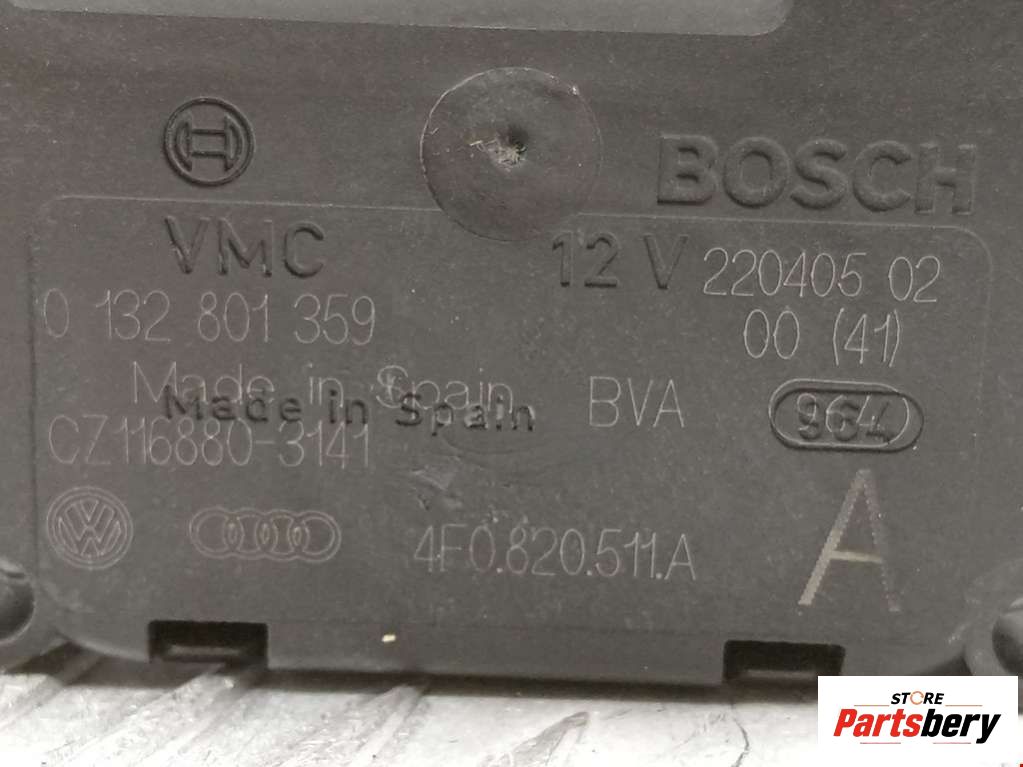 BOSCH
VMC 12 V 220405 02
0 132 801 359 00 (41)
Made in Spain BVA 964
Made in Spain
CZ116880-3141
VW 4F0.820.511.A A
STORE
Partsbery